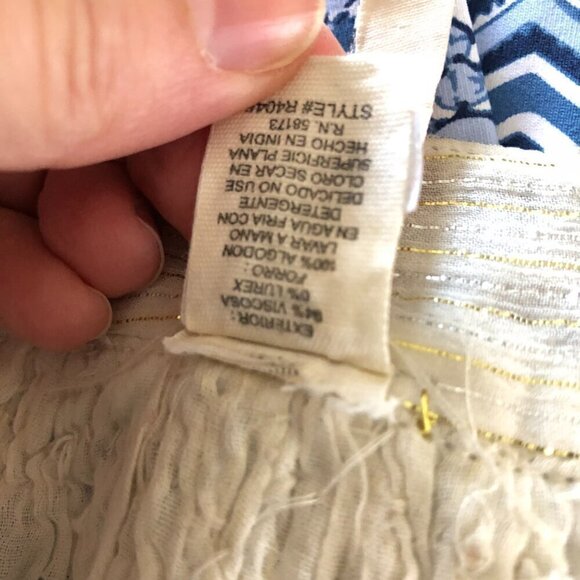 EXTERIOR:
94% VISCOSA
6% LUREX
FORRO:
100% ALGODON
LAVAR A MANO
EN AGUA FRIA CON
DETERGENTE
DELICADO NO USE
CLORO SECAR EN
SUPERFICIE PLANA
HECHO EN INDIA
R.N. 58173
STYLE# R404